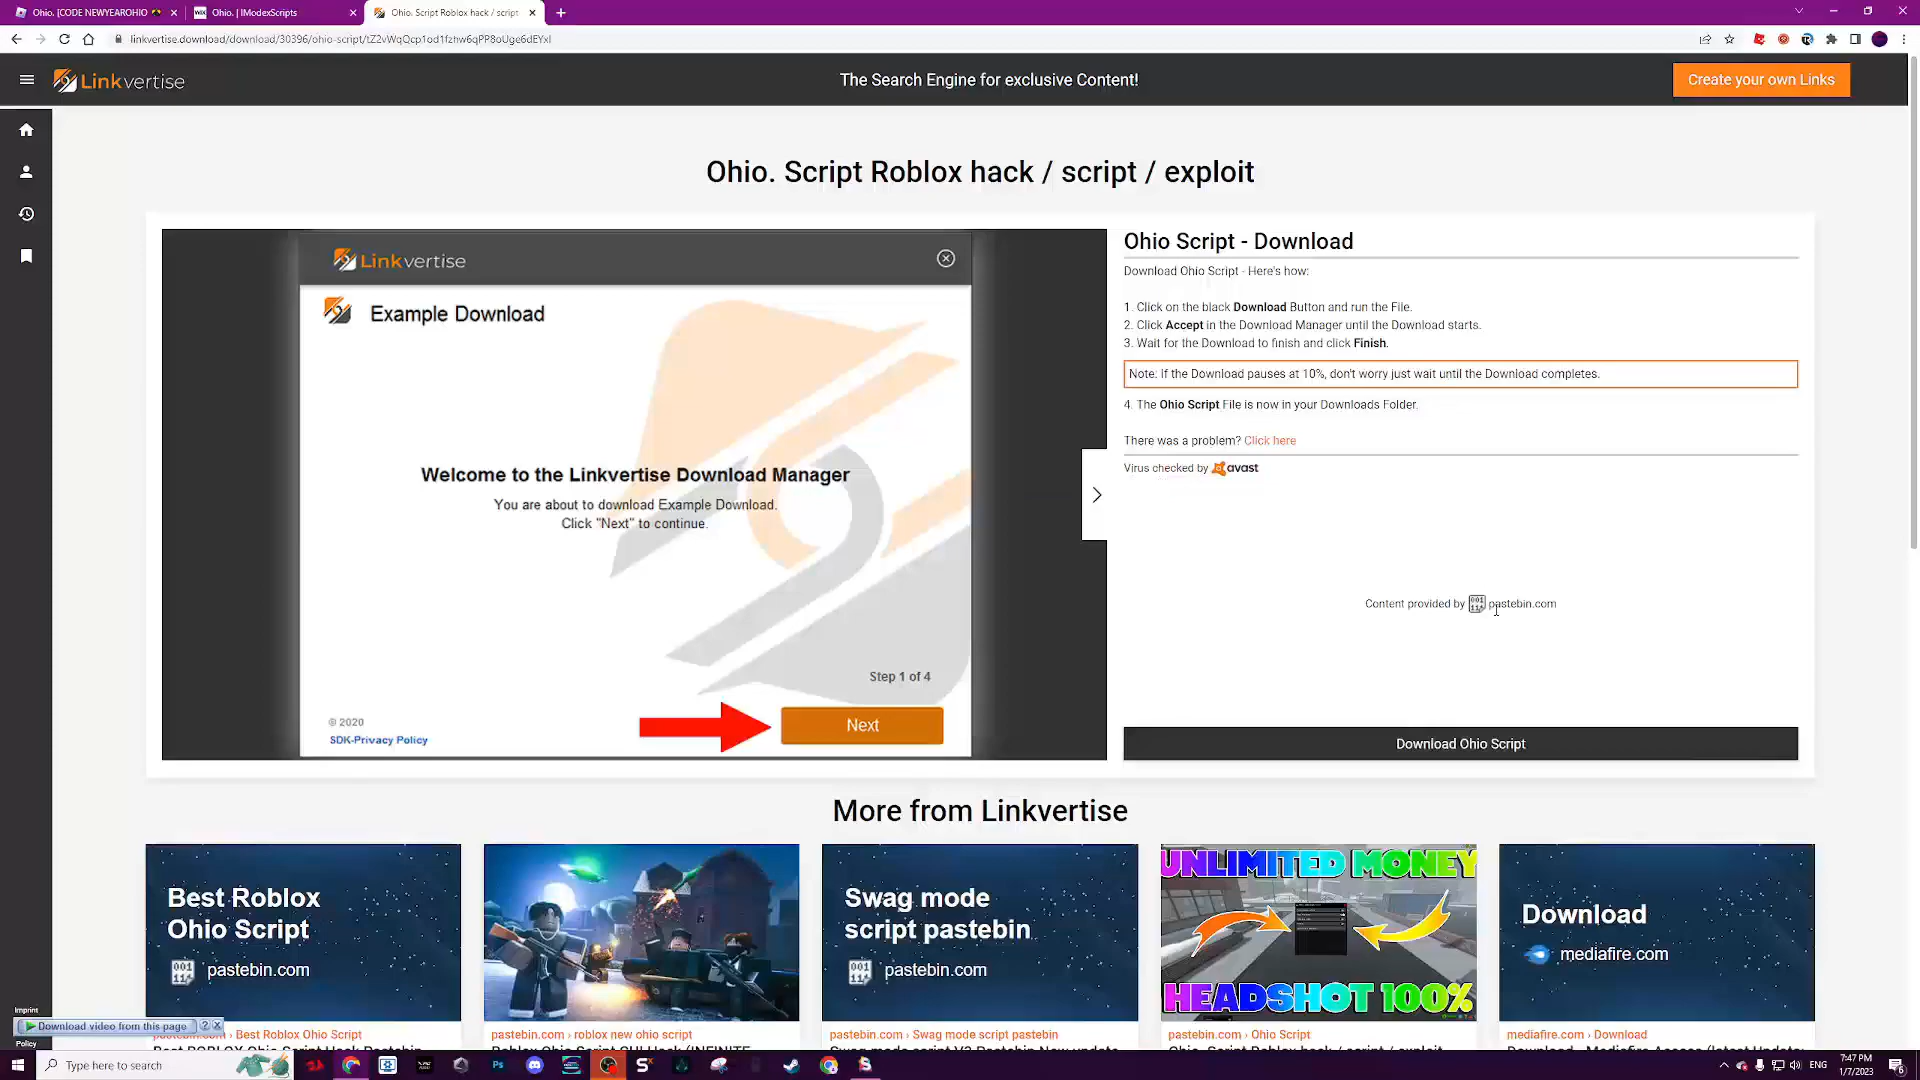 Ohio. [CODE NEWYEAROHIO
Ohio. | IModexScripts
Ohio. Script Roblox hack / script
linkvertise.download/download/30396/ohio-script/tZ2vWqQcp1od1fzhw6qPP8oUge6dEYxI
Linkvertise
The Search Engine for exclusive Content!
Create your own Links
Ohio. Script Roblox hack / script / exploit
Linkvertise
Example Download
Welcome to the Linkvertise Download Manager
You are about to download Example Download.
Click "Next" to continue.
Step 1 of 4
© 2020
SDK-Privacy Policy
Next
Ohio Script - Download
Download Ohio Script - Here's how:
1. Click on the black Download Button and run the File.
2. Click Accept in the Download Manager until the Download starts.
3. Wait for the Download to finish and click Finish.
Note: If the Download pauses at 10%, don't worry just wait until the Download completes.
4. The Ohio Script File is now in your Downloads Folder.
There was a problem? Click here
Virus checked by avast
Content provided by pastebin.com
Download Ohio Script
More from Linkvertise
Best Roblox
Ohio Script
pastebin.com
Swag mode
script pastebin
pastebin.com
UNLIMITED MONEY
HEADSHOT 100%
Download
mediafire.com
Imprint
Download video from this page
Policy
› Best Roblox Ohio Script
pastebin.com › roblox new ohio script
pastebin.com › Swag mode script pastebin
pastebin.com › Ohio Script
mediafire.com › Download
Type here to search
ENG
7:47 PM
1/7/2023